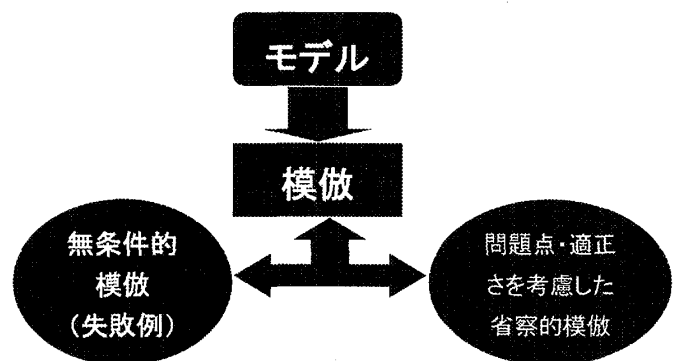 モデル
模倣
無条件的
模倣
(失敗例)
問題点・適正
さを考慮した
省察的模倣